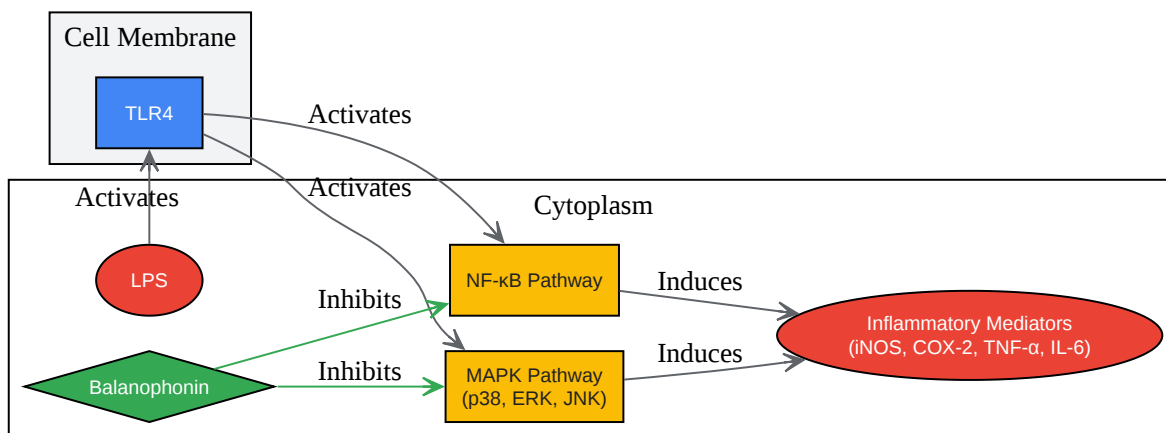 Cell Membrane
TLR4
Activates
Activates
Activates
Cytoplasm
LPS
NF-κB Pathway
Induces
Inhibits
Inflammatory Mediators
(iNOS, COX-2, TNF-α, IL-6)
Induces
Inhibits
MAPK Pathway
(p38, ERK, JNK)
Balanophonin